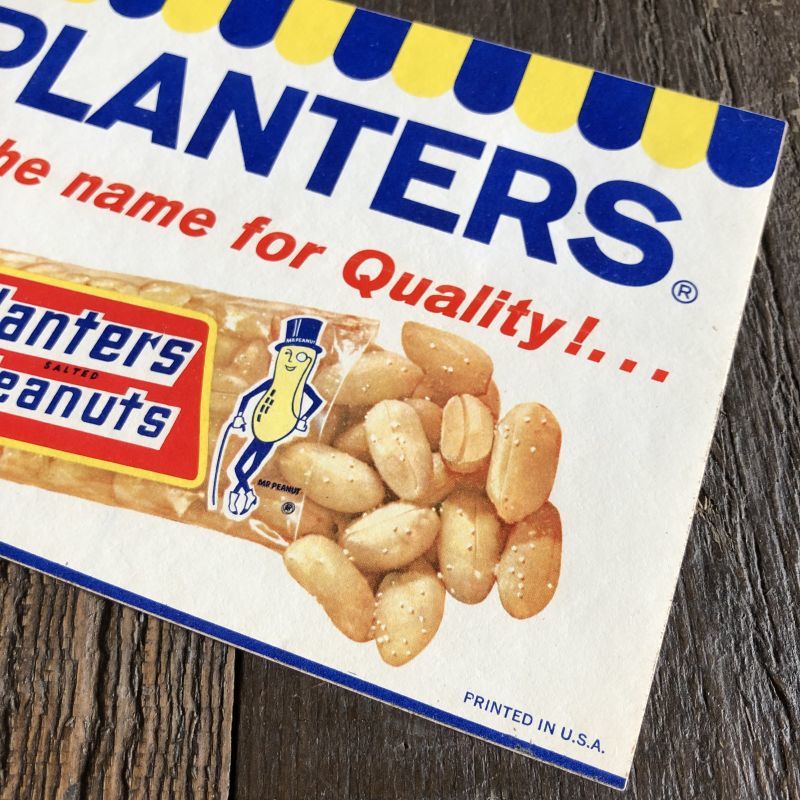 PLANTERS®
he name for Quality!...
lanters
SALTED
eanuts
MR. PEANUT
MR. PEANUT
®
PRINTED IN U.S.A.